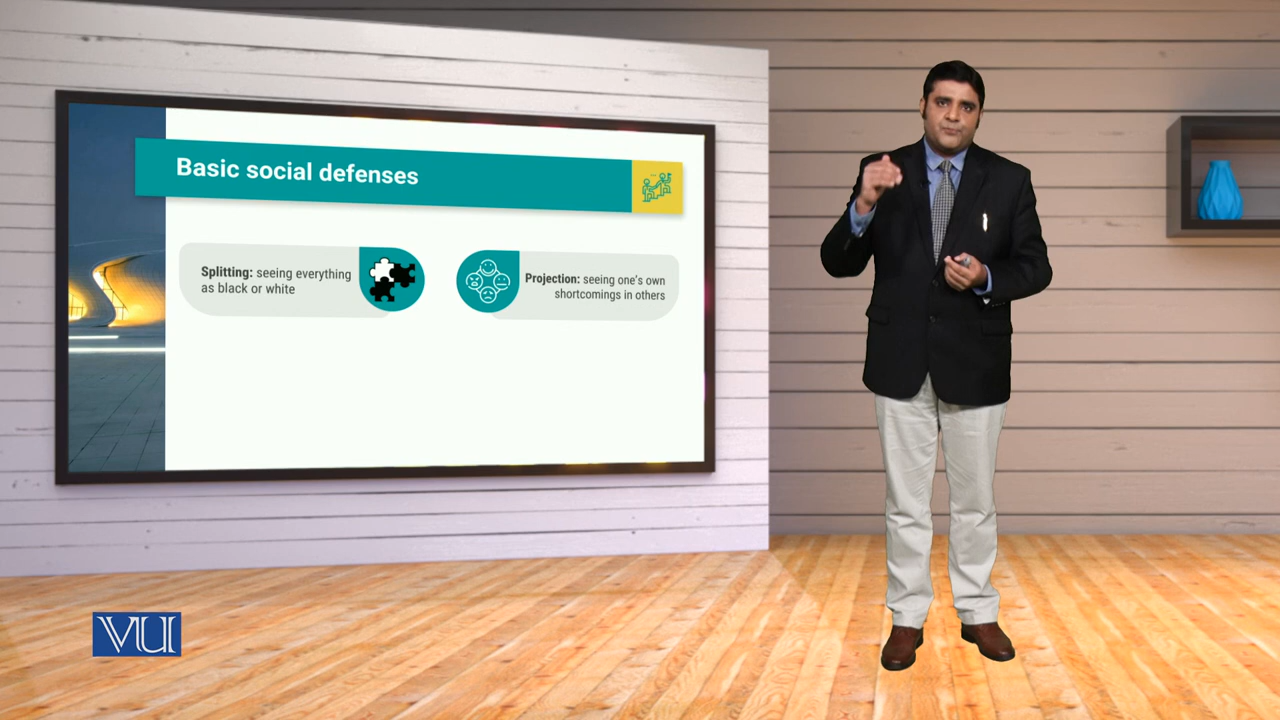 Basic social defenses
Splitting: seeing everything
as black or white
Projection: seeing one's own
shortcomings in others
VU